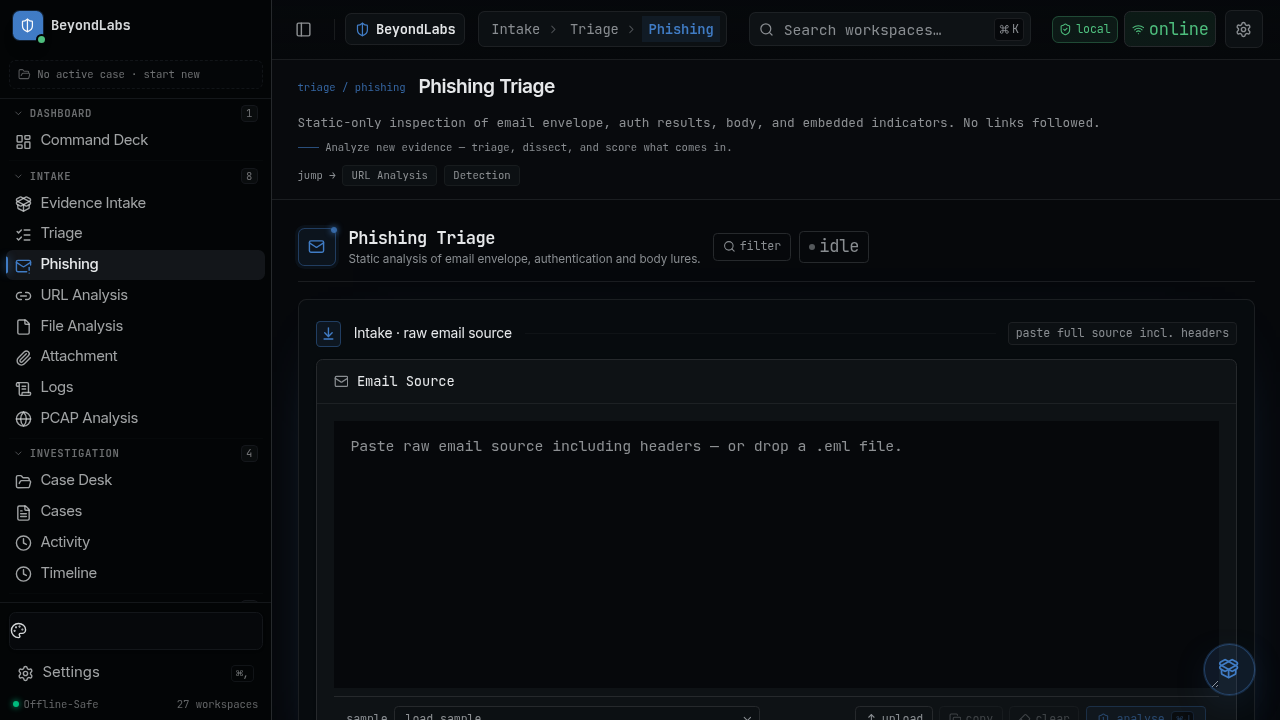 BeyondLabs
No active case · start new
DASHBOARD 1
Command Deck
INTAKE 8
Evidence Intake
Triage
Phishing
URL Analysis
File Analysis
Attachment
Logs
PCAP Analysis
INVESTIGATION 4
Case Desk
Cases
Activity
Timeline
Settings ⌘,
Offline-Safe 27 workspaces
BeyondLabs Intake > Triage > Phishing Search workspaces… ⌘K local online
triage / phishing Phishing Triage
Static-only inspection of email envelope, auth results, body, and embedded indicators. No links followed.
Analyze new evidence — triage, dissect, and score what comes in.
jump → URL Analysis Detection
Phishing Triage
Static analysis of email envelope, authentication and body lures.
filter idle
Intake · raw email source paste full source incl. headers
Email Source
Paste raw email source including headers — or drop a .eml file.
sample load sample upload copy clear analyse